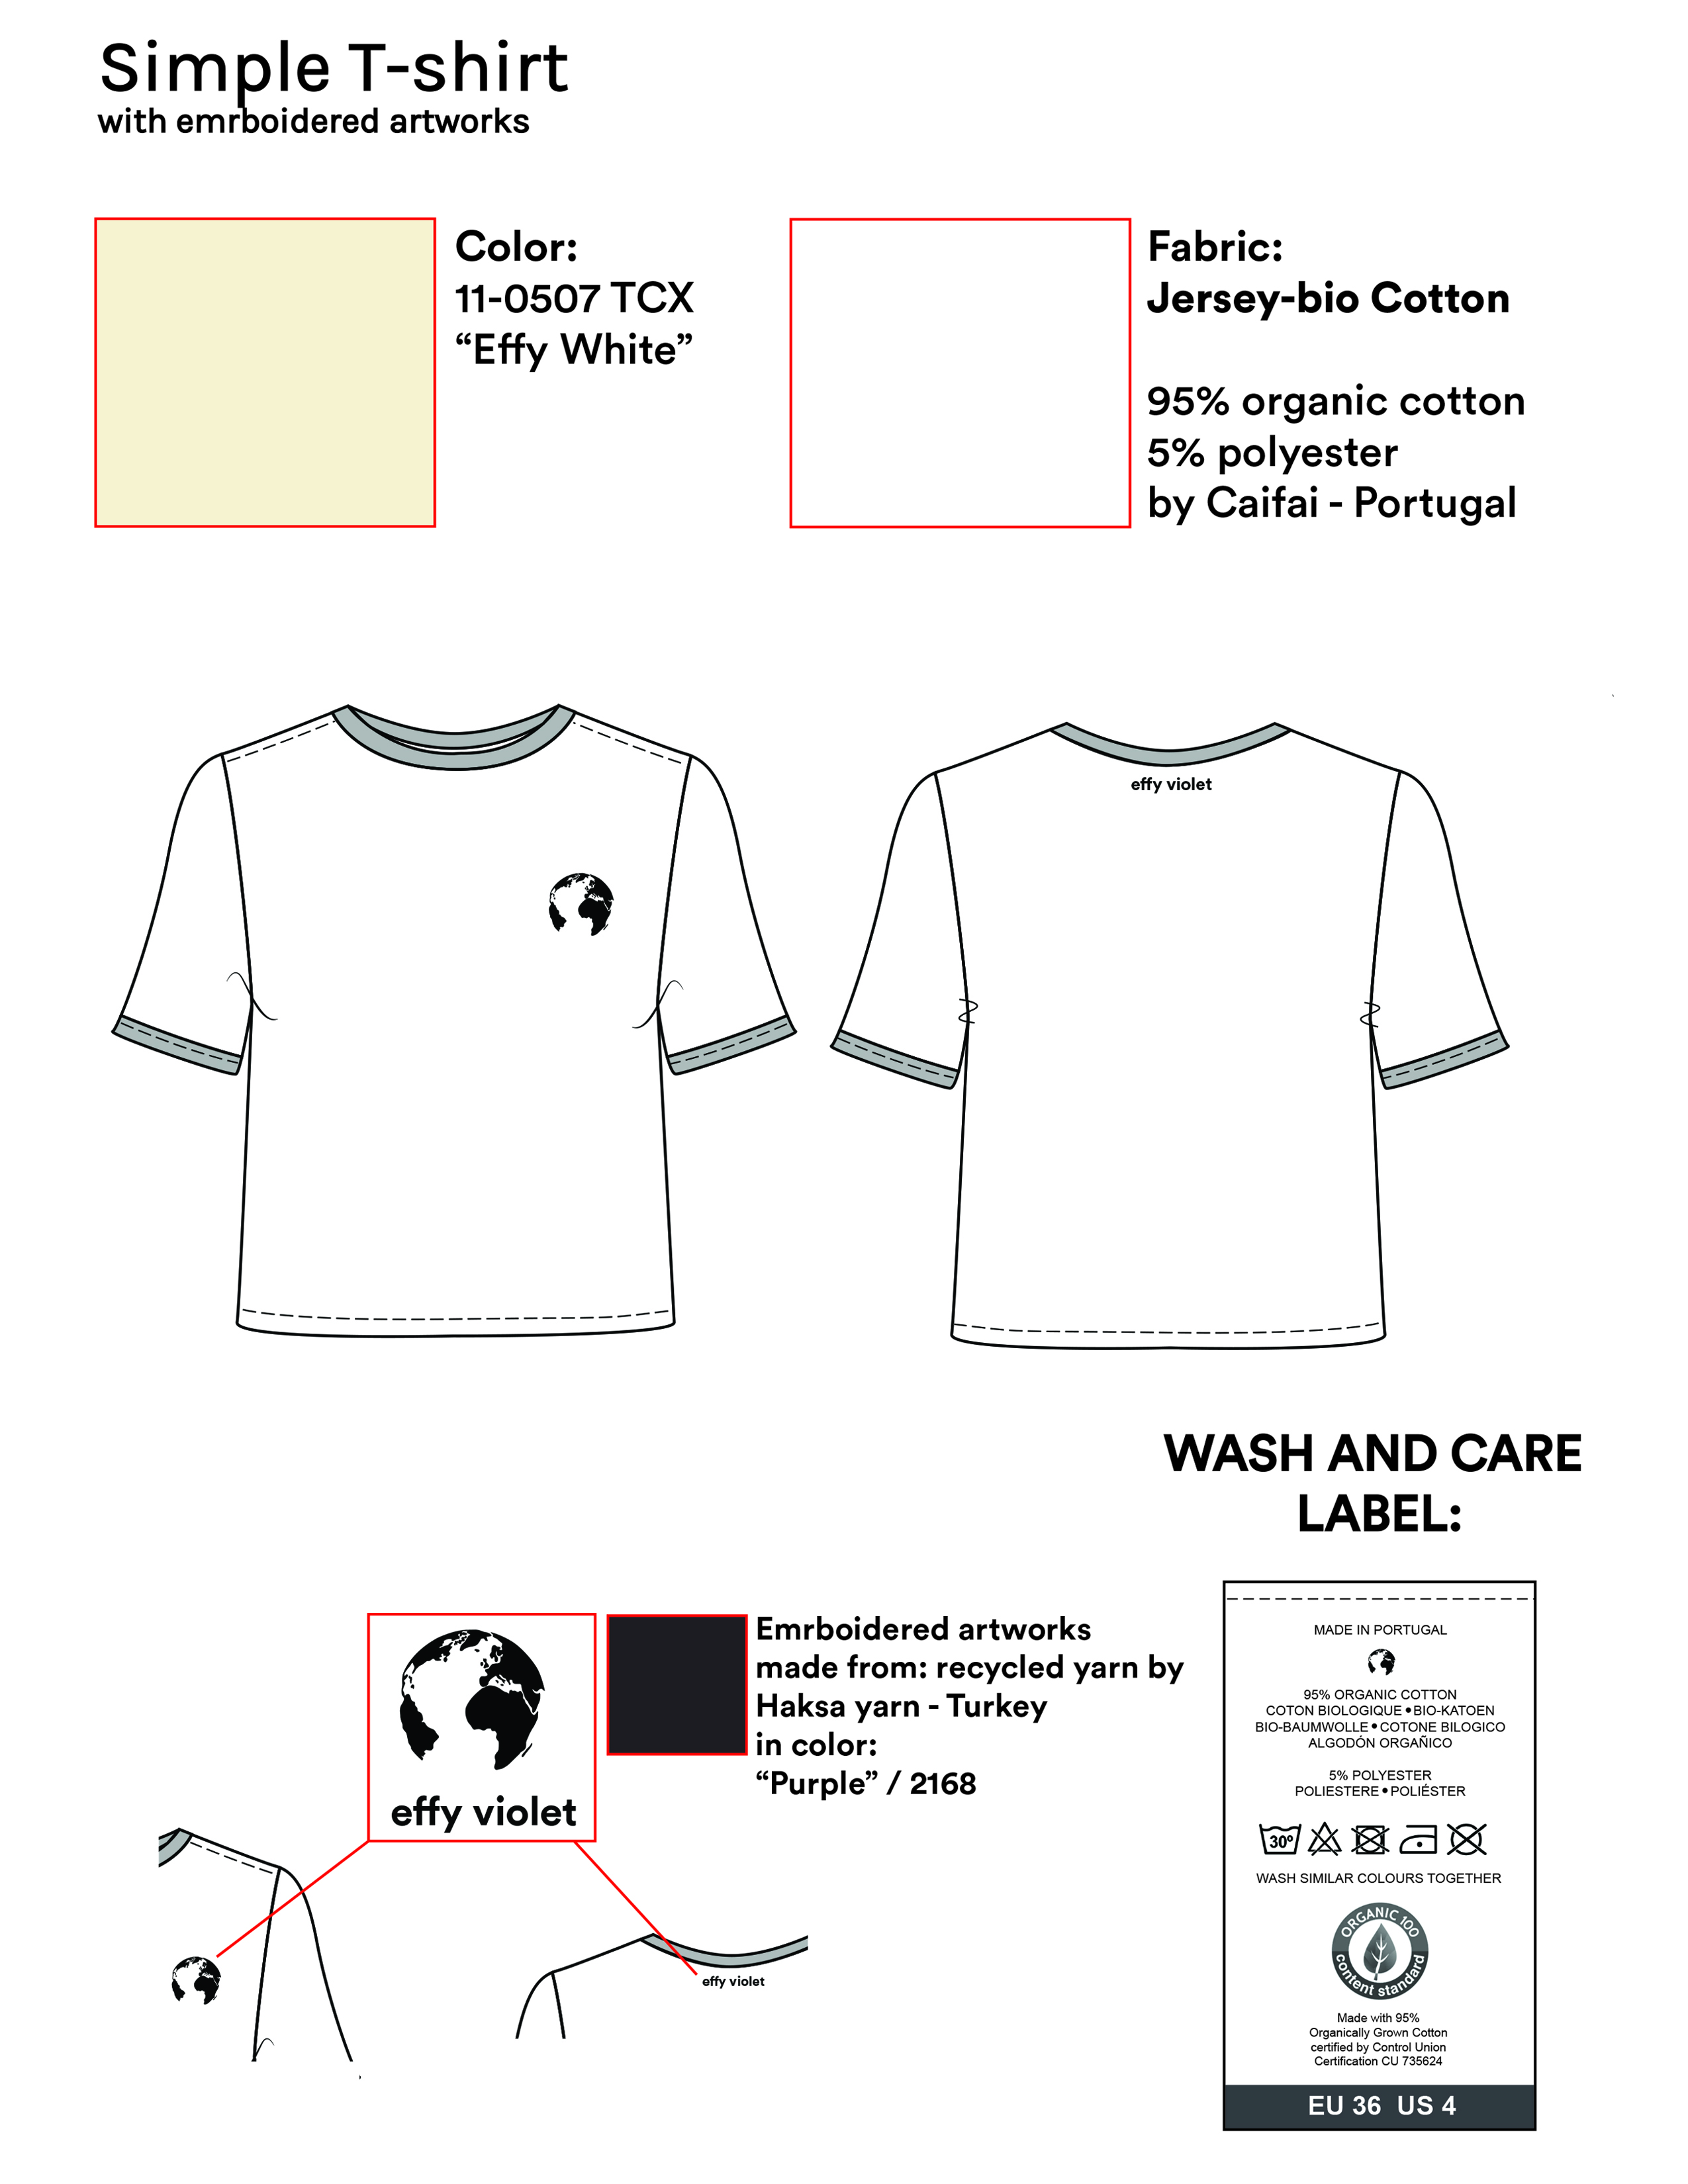 Simple T-shirt
with emrboidered artworks
Color:
11-0507 TCX
“Effy White”
Fabric:
Jersey-bio Cotton
95% organic cotton
5% polyester
by Caifai - Portugal
effy violet
WASH AND CARE
LABEL:
effy violet
Emrboidered artworks
made from: recycled yarn by
Haksa yarn - Turkey
in color:
“Purple” / 2168
effy violet
MADE IN PORTUGAL
95% ORGANIC COTTON
COTON BIOLOGIQUE • BIO-KATOEN
BIO-BAUMWOLLE • COTONE BILOGICO
ALGODÓN ORGAÑICO
5% POLYESTER
POLIESTERE • POLIÉSTER
30º
WASH SIMILAR COLOURS TOGETHER
ORGANIC 100
content standard
Made with 95%
Organically Grown Cotton
certified by Control Union
Certification CU 735624
EU 36 US 4